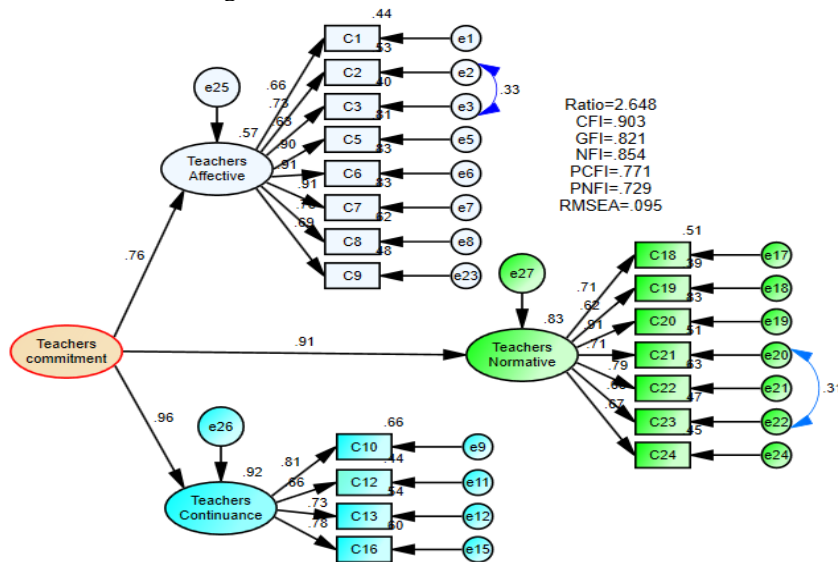 .44
C1
e1
.53
C2
e2
.40
C3
e3
.33
.81
C5
e5
.83
C6
e6
.83
C7
e7
.62
C8
e8
.48
C9
e23
e25
.57
Teachers
Affective
.66
.73
.63
.90
.91
.91
.69
Ratio=2.648
CFI=.903
GFI=.821
NFI=.854
PCFI=.771
PNFI=.729
RMSEA=.095
.76
Teachers
commitment
.91
.96
e27
.83
Teachers
Normative
.51
C18
e17
.39
C19
e18
.83
C20
e19
.51
C21
e20
.63
C22
e21
.47
C23
e22
.45
C24
e24
.31
.71
.62
.91
.71
.79
.67
e26
.92
Teachers
Continuance
.66
C10
e9
.44
C12
e11
.54
C13
e12
.60
C16
e15
.81
.66
.73
.78